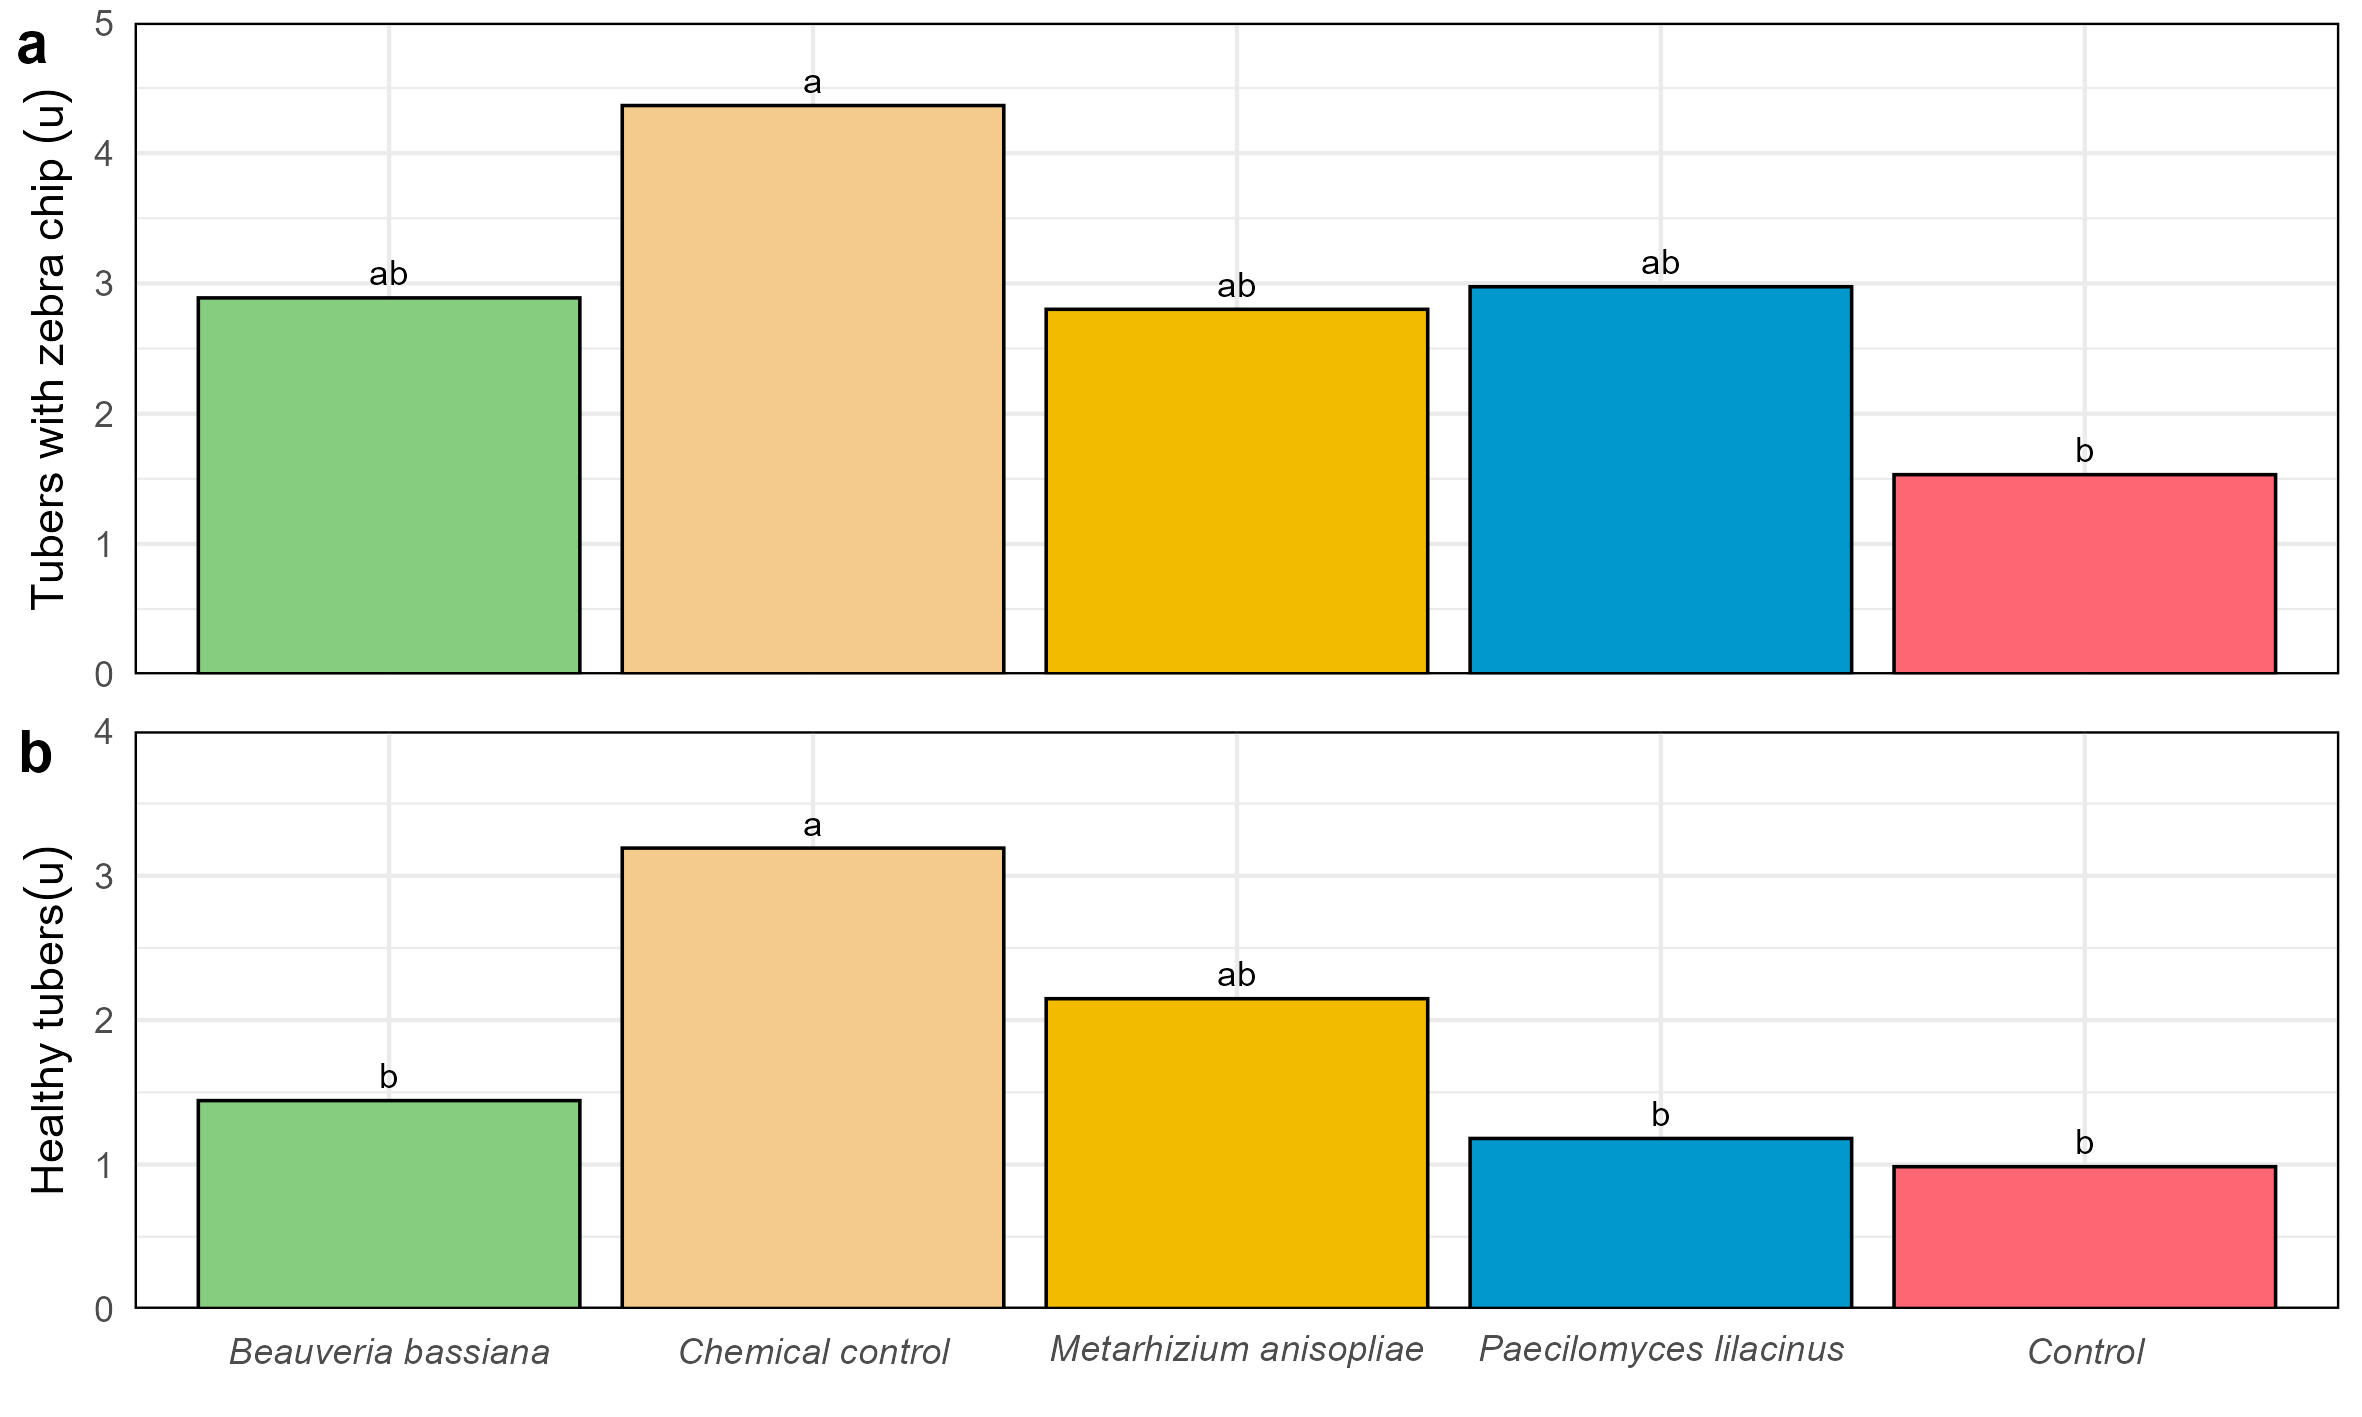 a
Tubers with zebra chip (u)
5
4
3
2
1
0
ab
a
ab
ab
b
b
Healthy tubers(u)
4
3
2
1
0
b
a
ab
b
b
Beauveria bassiana
Chemical control
Metarhizium anisopliae
Paecilomyces lilacinus
Control